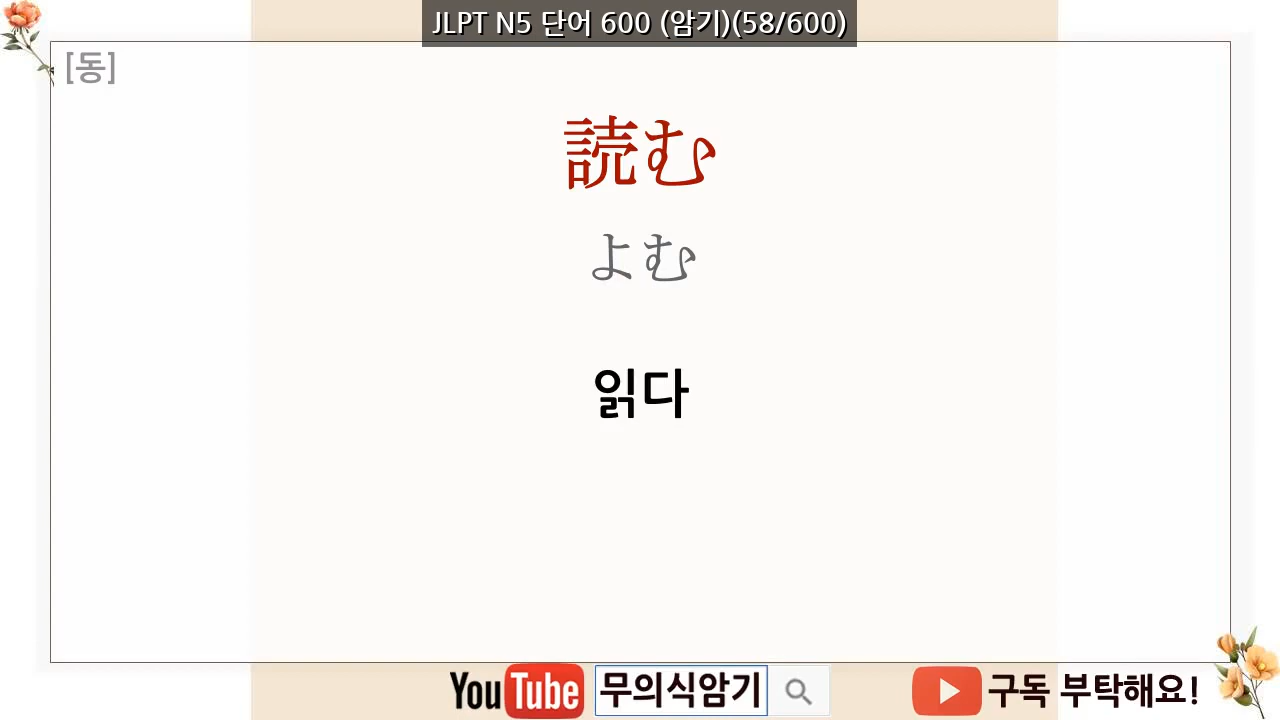 JLPT N5 단어 600 (암기)(58/600)
[동]
読む
よむ
읽다
YouTube 무의식암기 구독 부탁해요!